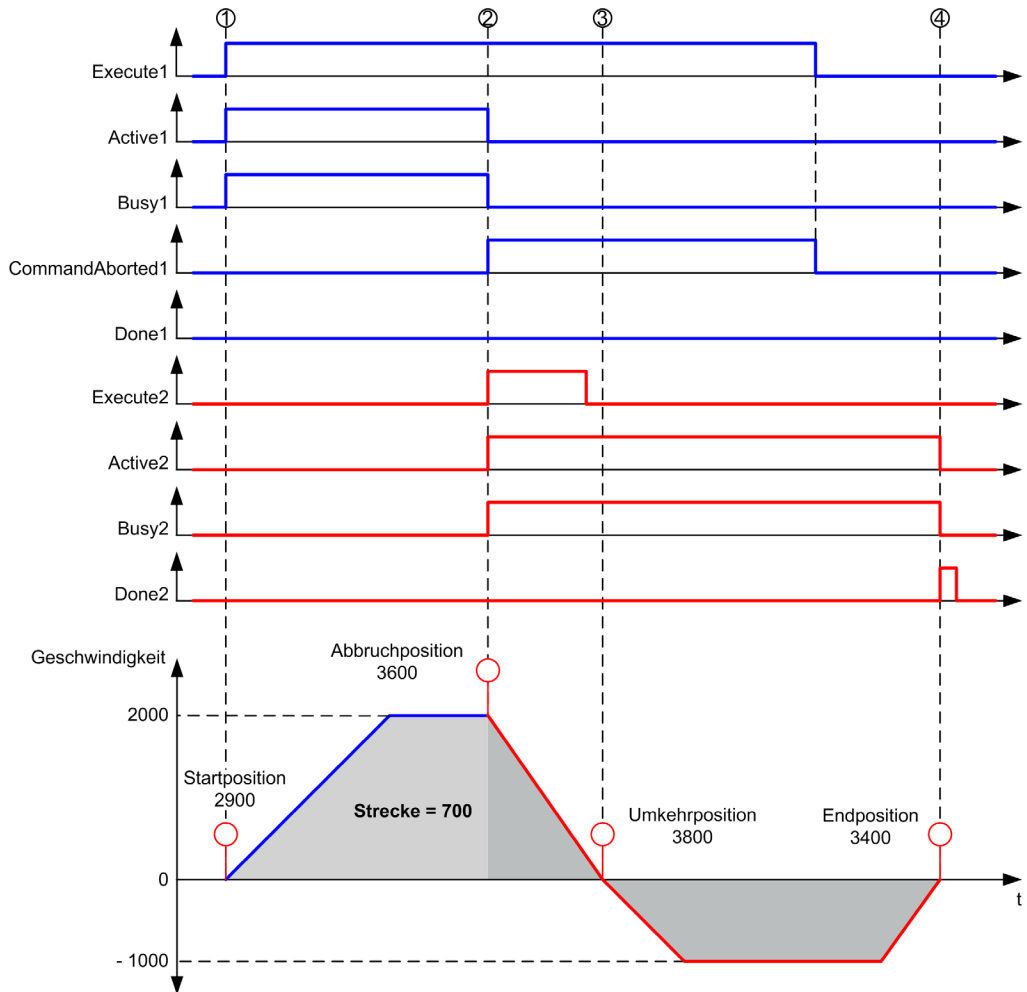 ① ② ③ ④
Execute1
Active1
Busy1
CommandAborted1
Done1
Execute2
Active2
Busy2
Done2
Geschwindigkeit
Abbruchposition
3600
2000
Startposition
2900
Strecke = 700
Umkehrposition
3800
Endposition
3400
0
t
- 1000